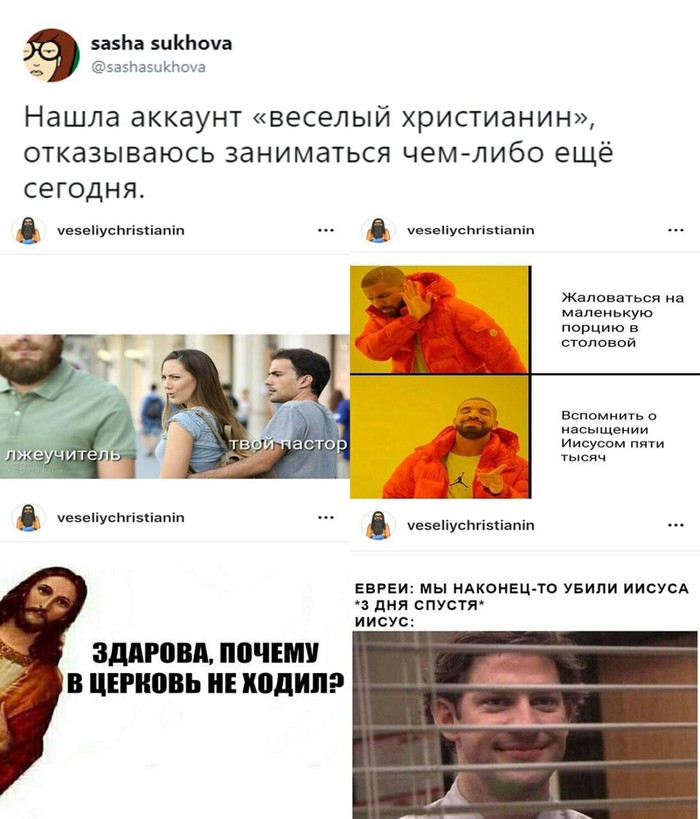 sasha sukhova
@sashasukhova
Нашла аккаунт «веселый христианин»,
отказываюсь заниматься чем-либо ещё
сегодня.
veseliychristianin
лжеучитель
твой пастор
veseliychristianin
Жаловаться на
маленькую
порцию в
столовой
Вспомнить о
насыщении
Иисусом пяти
тысяч
veseliychristianin
ЗДАРОВА, ПОЧЕМУ
В ЦЕРКОВЬ НЕ ХОДИЛ?
veseliychristianin
ЕВРЕИ: МЫ НАКОНЕЦ-ТО УБИЛИ ИИСУСА
*3 ДНЯ СПУСТЯ*
ИИСУС: